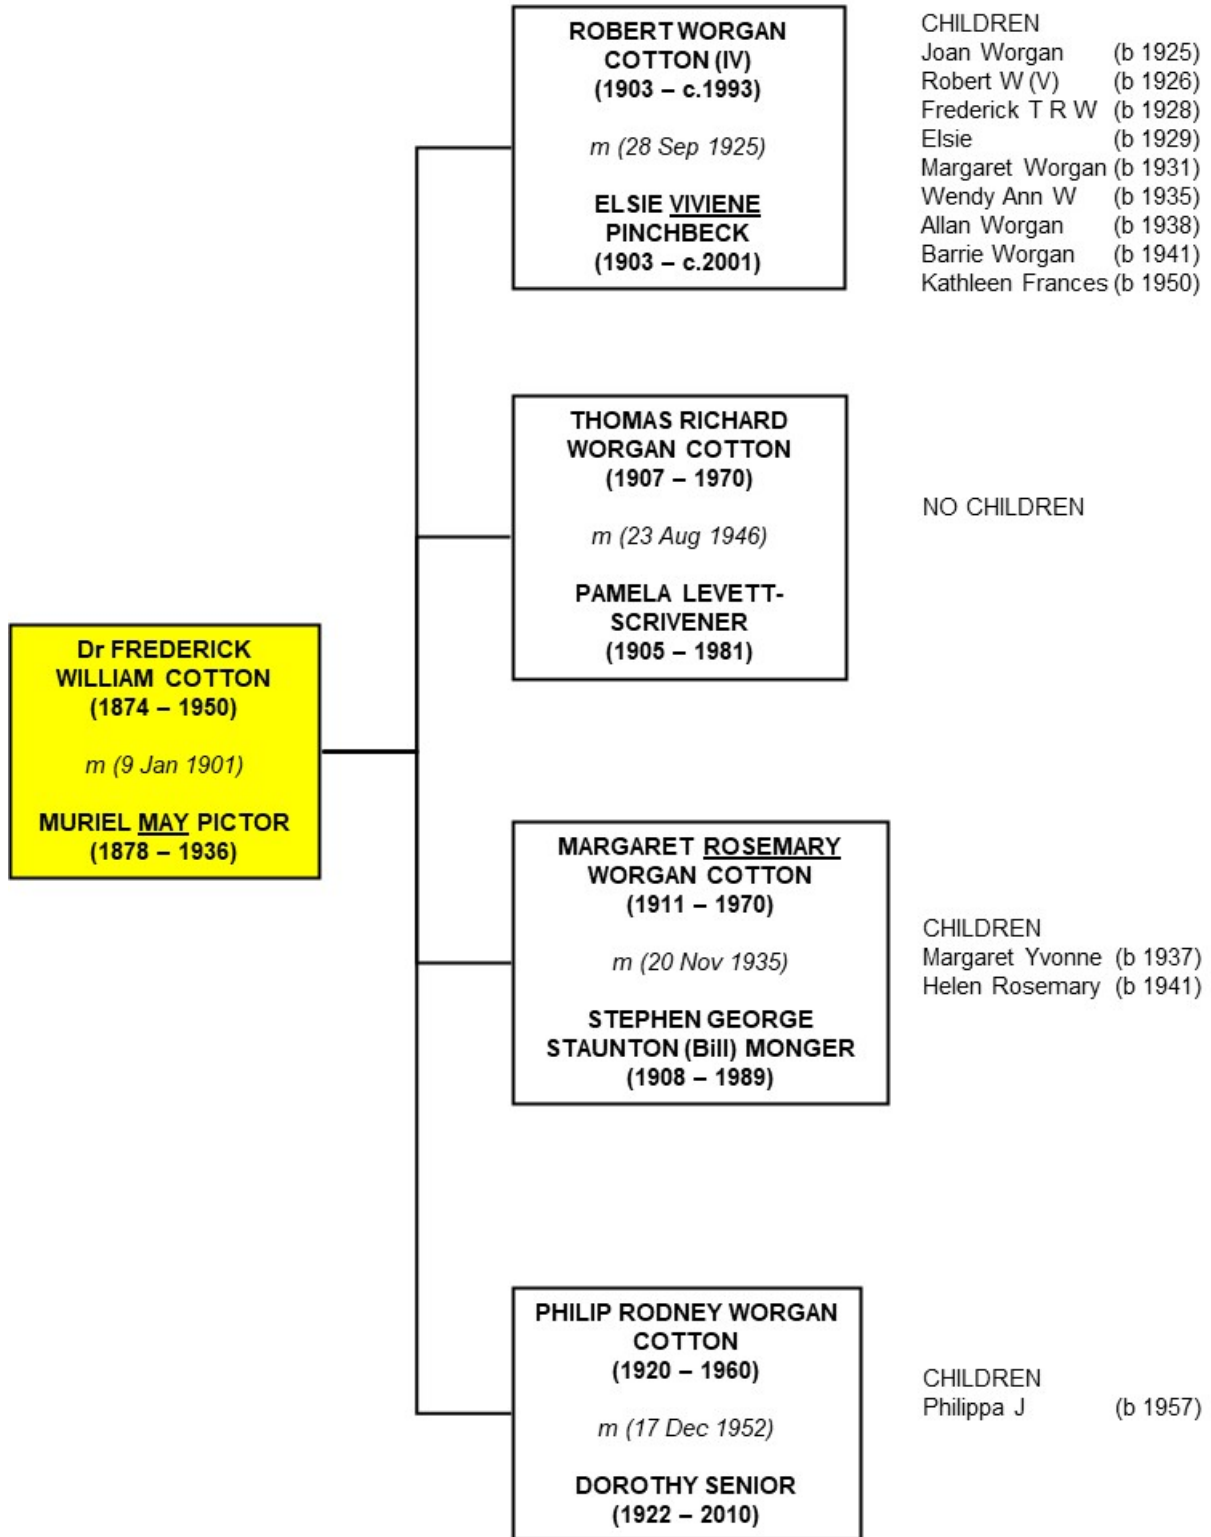 ROBERT WORGAN
COTTON (IV)
(1903 – c.1993)
m (28 Sep 1925)
ELSIE VIVIENE
PINCHBECK
(1903 – c.2001)
CHILDREN
Joan Worgan (b 1925)
Robert W (V) (b 1926)
Frederick T R W (b 1928)
Elsie (b 1929)
Margaret Worgan (b 1931)
Wendy Ann W (b 1935)
Allan Worgan (b 1938)
Barrie Worgan (b 1941)
Kathleen Frances (b 1950)
THOMAS RICHARD
WORGAN COTTON
(1907 – 1970)
m (23 Aug 1946)
PAMELA LEVETT-
SCRIVENER
(1905 – 1981)
NO CHILDREN
Dr FREDERICK
WILLIAM COTTON
(1874 – 1950)
m (9 Jan 1901)
MURIEL MAY PICTOR
(1878 – 1936)
MARGARET ROSEMARY
WORGAN COTTON
(1911 – 1970)
m (20 Nov 1935)
STEPHEN GEORGE
STAUNTON (Bill) MONGER
(1908 – 1989)
CHILDREN
Margaret Yvonne (b 1937)
Helen Rosemary (b 1941)
PHILIP RODNEY WORGAN
COTTON
(1920 – 1960)
m (17 Dec 1952)
DOROTHY SENIOR
(1922 – 2010)
CHILDREN
Philippa J (b 1957)